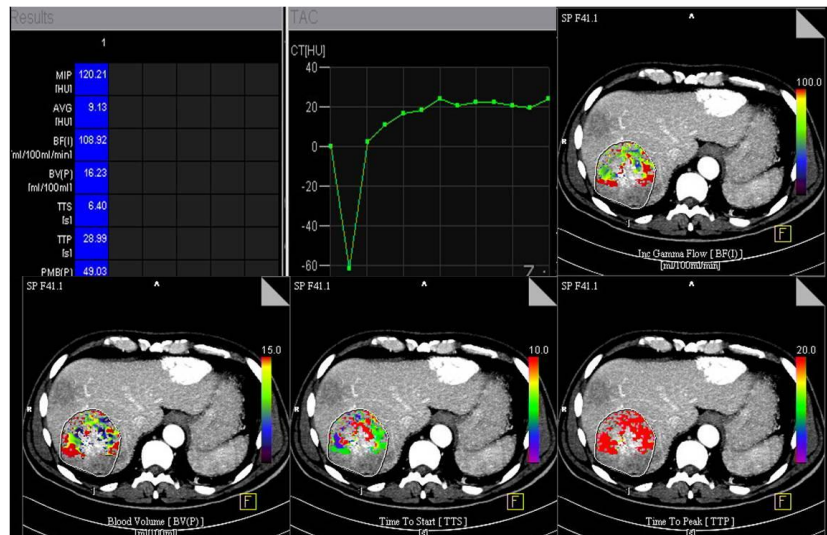 Results
1
MIP 120.21
[HU]
AVG 9.13
[HU]
BF(I) 108.92
[ml/100ml/min]
BV(P) 16.23
[ml/100ml]
TTS 6.40
[s]
TTP 28.99
[s]
PMB(P) 49.03
TAC
CT[HU]
40
20
0
-20
-40
-60
SP F41.1
100.0
R
F
Inc Gamma Flow [ BF(I) ]
[ml/100ml/min]
SP F41.1
15.0
R
F
Blood Volume [ BV(P) ]
[ml/100ml]
SP F41.1
10.0
R
F
Time To Start [ TTS ]
[s]
SP F41.1
20.0
R
F
Time To Peak [ TTP ]
[s]